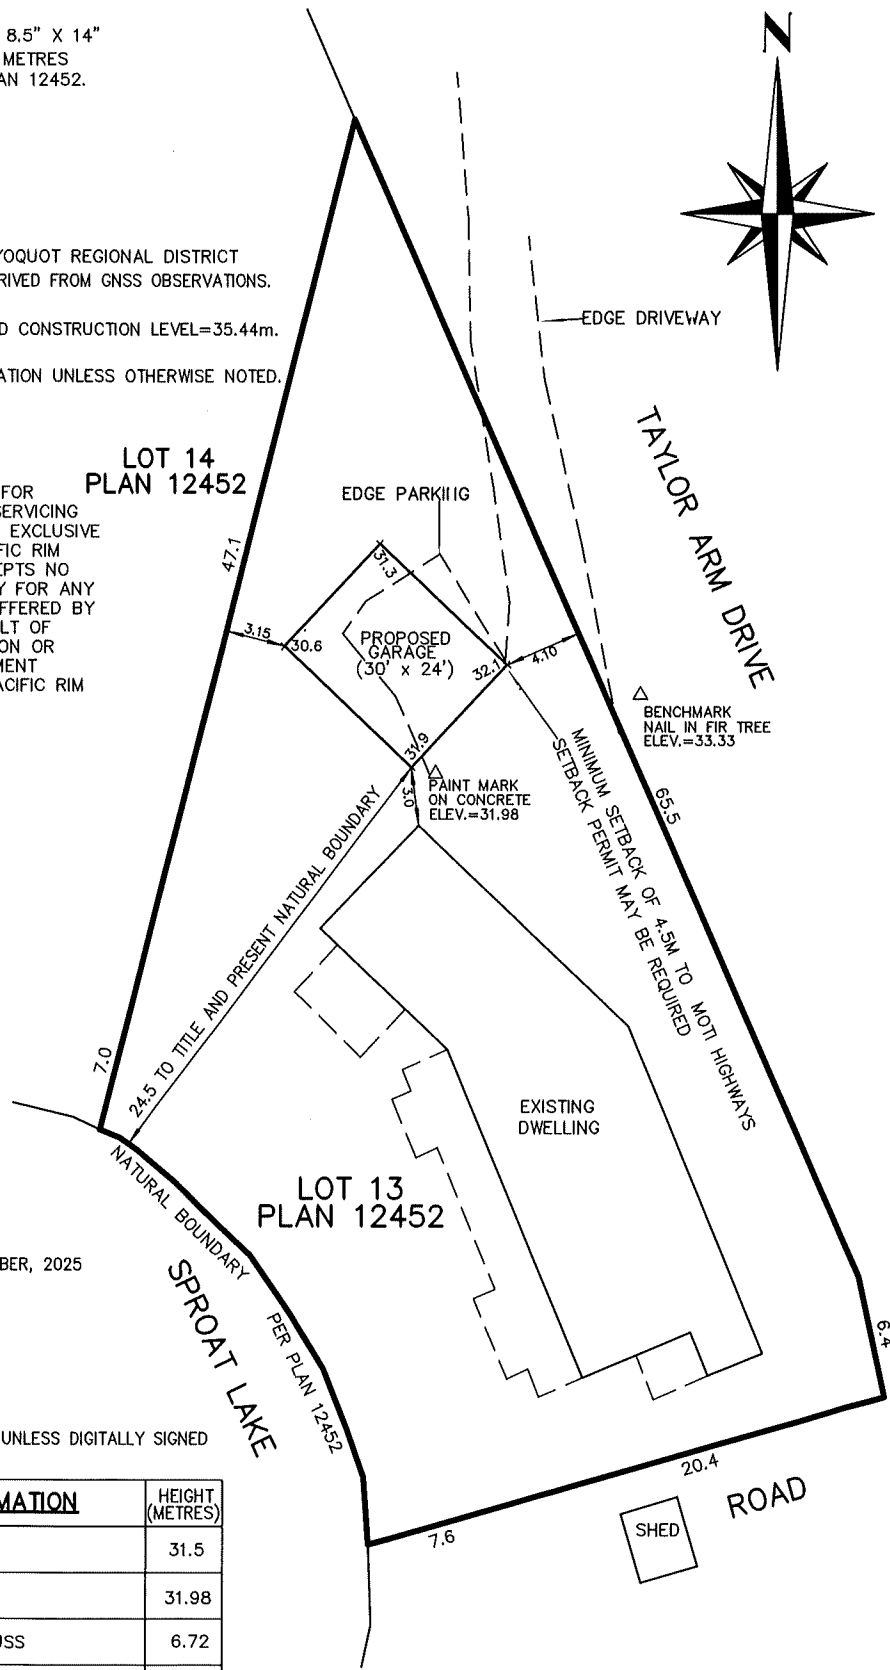 8.5" X 14"
METRES
AN 12452.
N
YOQUOT REGIONAL DISTRICT
RIVED FROM GNSS OBSERVATIONS.
D CONSTRUCTION LEVEL=35.44m.
ATION UNLESS OTHERWISE NOTED.
EDGE DRIVEWAY
TAYLOR ARM DRIVE
LOT 14
PLAN 12452
FOR
SERVICING
EXCLUSIVE
FIC RIM
EPTS NO
Y FOR ANY
FFERED BY
LT OF
ON OR
MENT
ACIFIC RIM
EDGE PARKING
47.1
31.3
3.15
30.6
PROPOSED
GARAGE
(30' x 24')
32.1
4.10
31.9
BENCHMARK
NAIL IN FIR TREE
ELEV.=33.33
PAINT MARK
ON CONCRETE
ELEV.=31.98
3.0
65.5
MINIMUM SETBACK OF 4.5M TO MOTI HIGHWAYS
SETBACK PERMIT MAY BE REQUIRED
24.5 TO TITLE AND PRESENT NATURAL BOUNDARY
7.0
EXISTING
DWELLING
NATURAL BOUNDARY
PER PLAN 12452
LOT 13
PLAN 12452
BER, 2025
SPROAT LAKE
6.4
UNLESS DIGITALLY SIGNED
20.4
7.6
ROAD
SHED
MATION
HEIGHT
(METRES)
31.5
31.98
USS
6.72